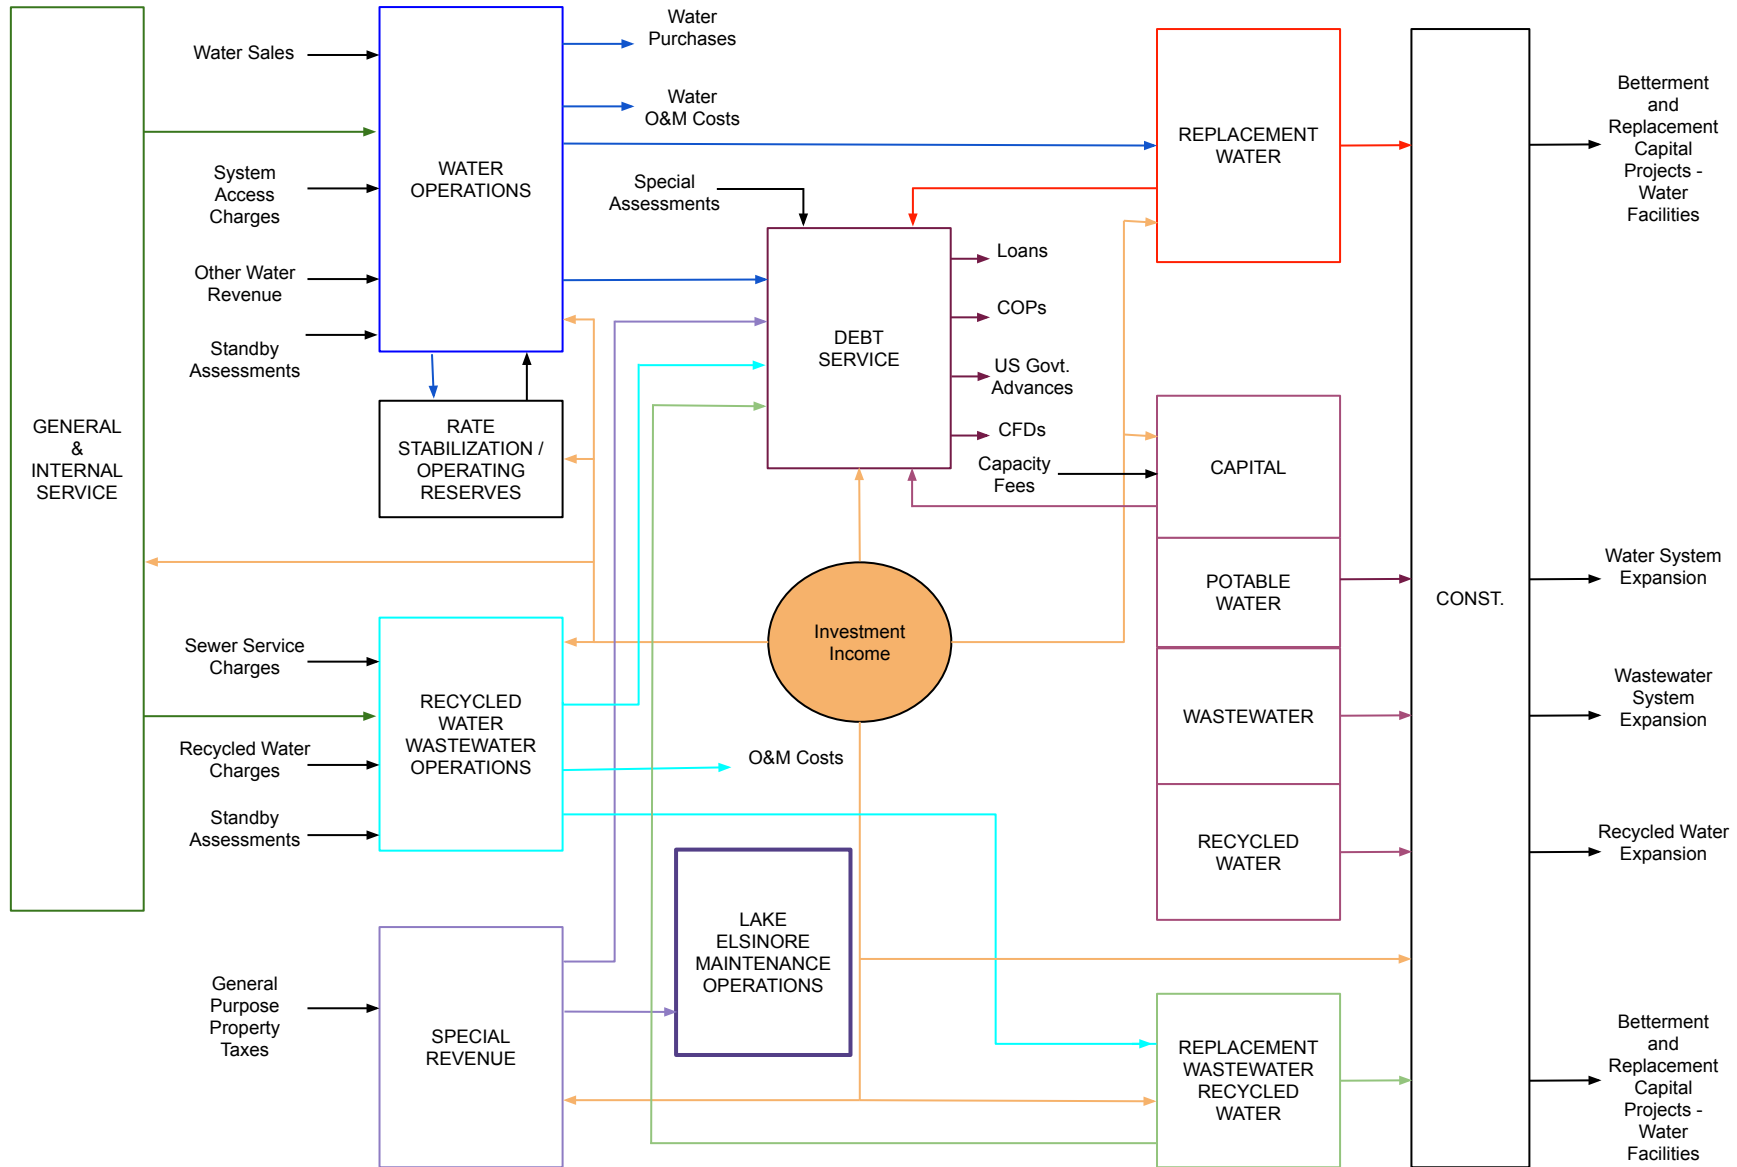 GENERAL
&
INTERNAL
SERVICE
Water Sales
System
Access
Charges
Other Water
Revenue
Standby
Assessments
WATER
OPERATIONS
RATE
STABILIZATION /
OPERATING
RESERVES
Water
Purchases
Water
O&M Costs
Special
Assessments
DEBT
SERVICE
Loans
COPs
US Govt.
Advances
CFDs
Capacity
Fees
REPLACEMENT
WATER
CAPITAL
POTABLE
WATER
WASTEWATER
RECYCLED
WATER
CONST.
Betterment
and
Replacement
Capital
Projects -
Water
Facilities
Water System
Expansion
Wastewater
System
Expansion
Recycled Water
Expansion
Investment
Income
Sewer Service
Charges
Recycled Water
Charges
Standby
Assessments
RECYCLED
WATER
WASTEWATER
OPERATIONS
O&M Costs
LAKE
ELSINORE
MAINTENANCE
OPERATIONS
General
Purpose
Property
Taxes
SPECIAL
REVENUE
REPLACEMENT
WASTEWATER
RECYCLED
WATER
Betterment
and
Replacement
Capital
Projects -
Water
Facilities